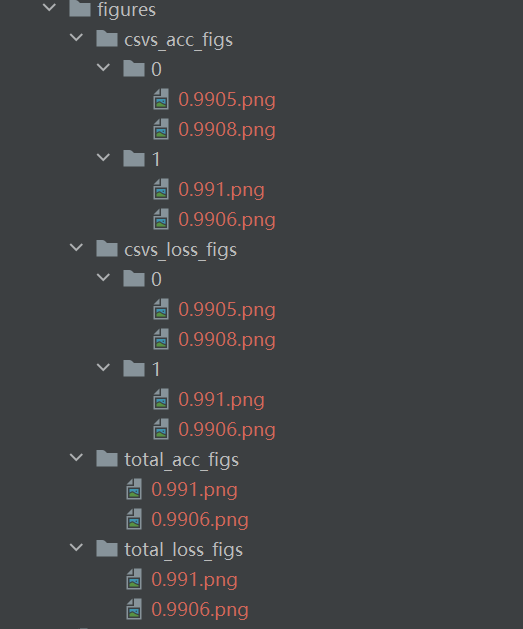 figures
csvs_acc_figs
0
0.9905.png
0.9908.png
1
0.991.png
0.9906.png
csvs_loss_figs
0
0.9905.png
0.9908.png
1
0.991.png
0.9906.png
total_acc_figs
0.991.png
0.9906.png
total_loss_figs
0.991.png
0.9906.png